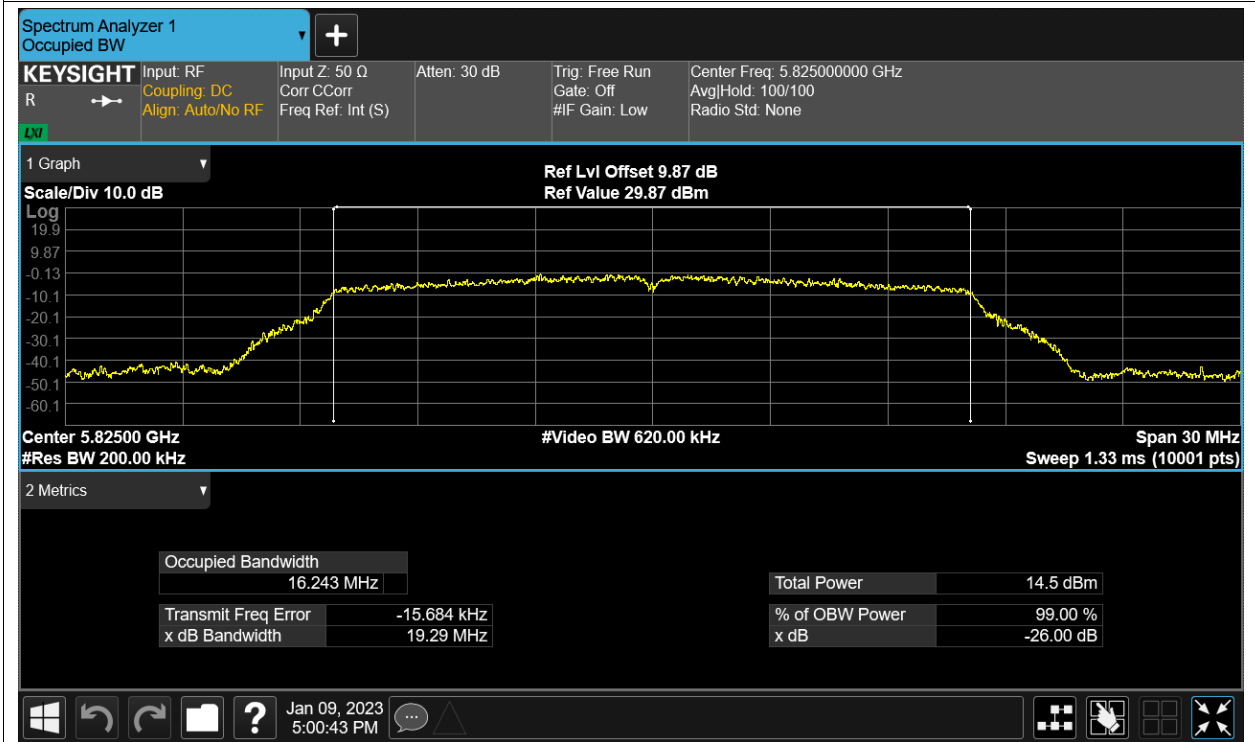 Spectrum Analyzer 1
Occupied BW
KEYSIGHT
R
LXI
Input: RF
Coupling: DC
Align: Auto/No RF
Input Z: 50 Ω
Corr CCorr
Freq Ref: Int (S)
Atten: 30 dB
Trig: Free Run
Gate: Off
#IF Gain: Low
Center Freq: 5.825000000 GHz
Avg|Hold: 100/100
Radio Std: None
1 Graph
Scale/Div 10.0 dB
Ref Lvl Offset 9.87 dB
Ref Value 29.87 dBm
Log
19.9
9.87
-0.13
-10.1
-20.1
-30.1
-40.1
-50.1
-60.1
Center 5.82500 GHz
#Res BW 200.00 kHz
#Video BW 620.00 kHz
Span 30 MHz
Sweep 1.33 ms (10001 pts)
2 Metrics
Occupied Bandwidth
16.243 MHz
Transmit Freq Error -15.684 kHz
x dB Bandwidth 19.29 MHz
Total Power 14.5 dBm
% of OBW Power 99.00 %
x dB -26.00 dB
?
Jan 09, 2023
5:00:43 PM